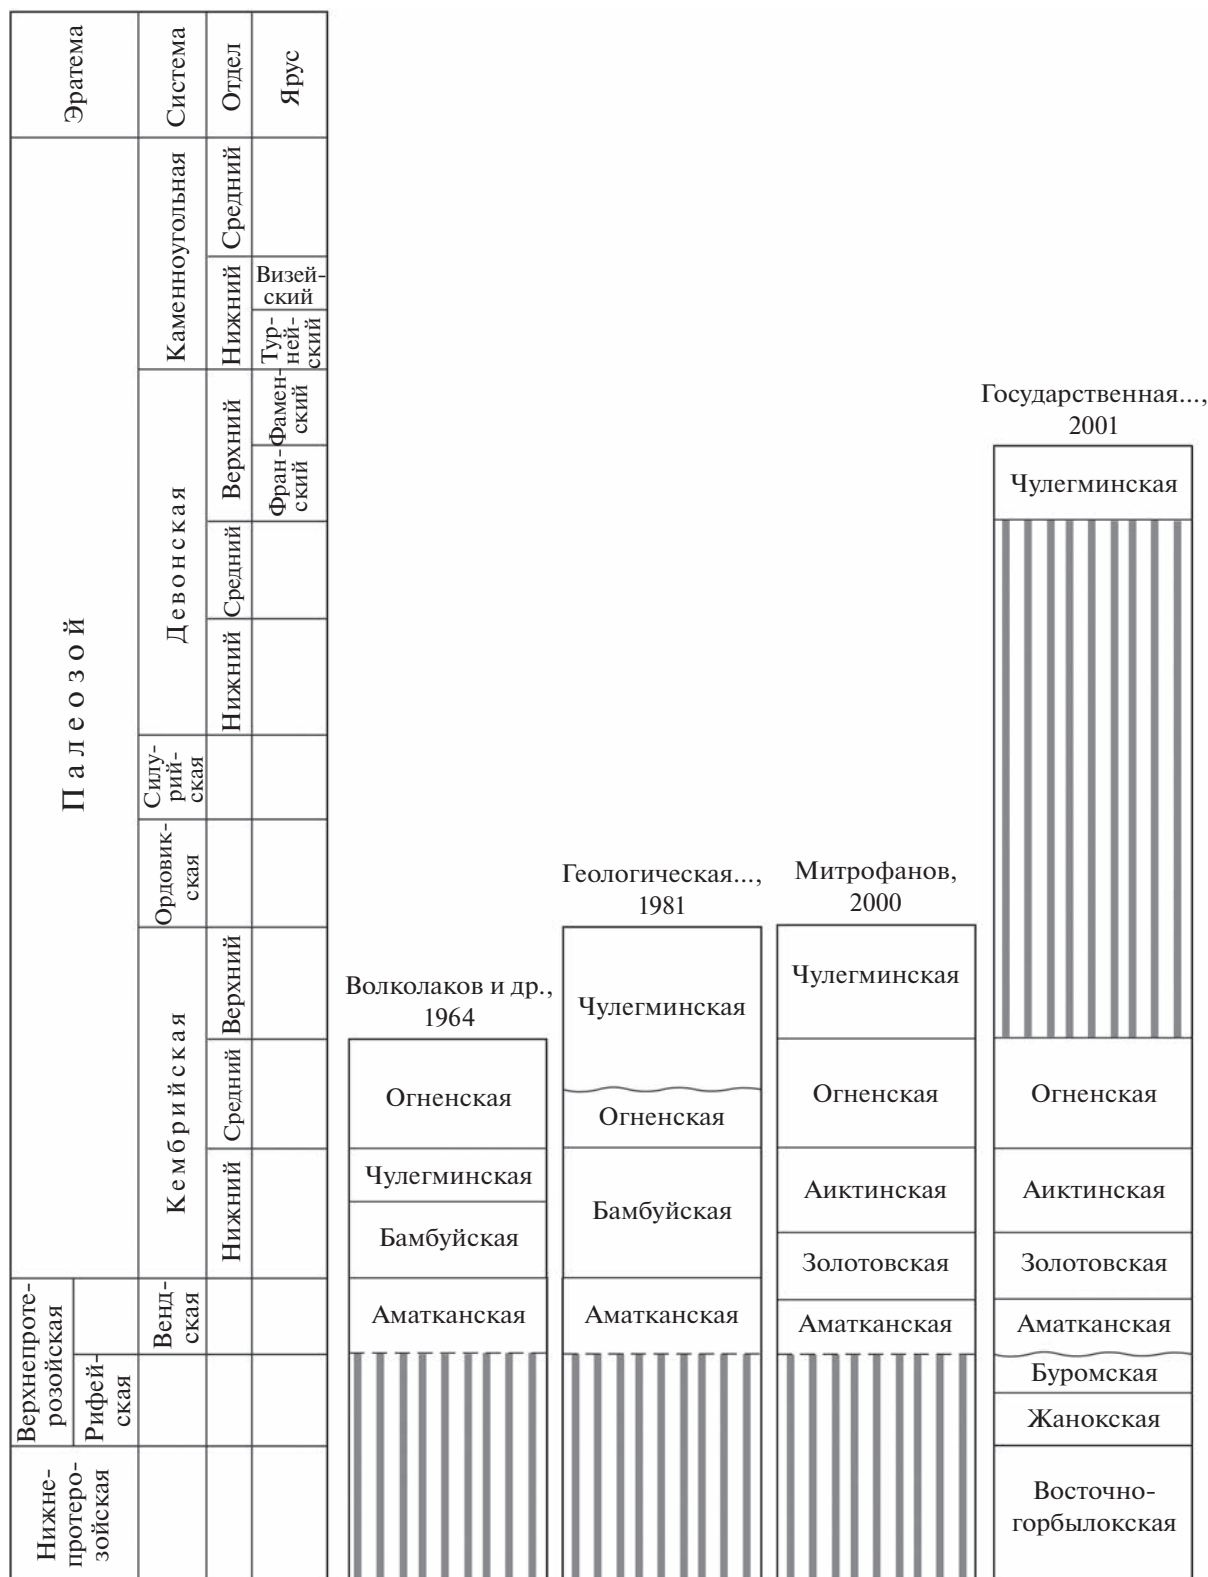 Эратема
Система
Отдел
Ярус
Палеозой
Каменноугольная
Средний
Нижний
Визей-
ский
Тур-
ней-
ский
Девонская
Верхний
Фамен-
ский
Фран-
ский
Средний
Нижний
Силу-
рий-
ская
Ордовик-
ская
Кембрийская
Верхний
Средний
Нижний
Верхнепроте-
розойская
Венд-
ская
Рифей-
ская
Нижне-
протеро-
зойская
Волколаков и др.,
1964
Огненская
Чулегминская
Бамбуйская
Аматканская
Геологическая...,
1981
Чулегминская
Огненская
Бамбуйская
Аматканская
Митрофанов,
2000
Чулегминская
Огненская
Аиктинская
Золотовская
Аматканская
Государственная...,
2001
Чулегминская
Огненская
Аиктинская
Золотовская
Аматканская
Буромская
Жанокская
Восточно-
горбылокская